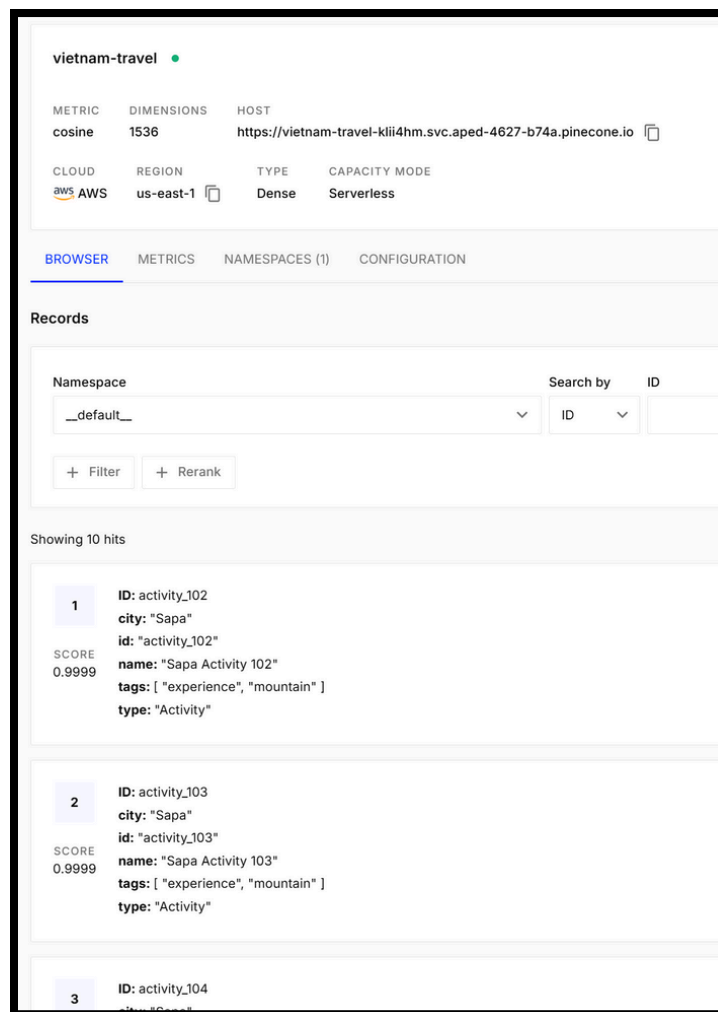 vietnam-travel
METRIC DIMENSIONS HOST
cosine 1536 https://vietnam-travel-klii4hm.svc.aped-4627-b74a.pinecone.io
CLOUD REGION TYPE CAPACITY MODE
aws AWS us-east-1 Dense Serverless
BROWSER METRICS NAMESPACES (1) CONFIGURATION
Records
Namespace Search by ID
__default__ ID
+ Filter + Rerank
Showing 10 hits
1
SCORE
0.9999
ID: activity_102
city: "Sapa"
id: "activity_102"
name: "Sapa Activity 102"
tags: [ "experience", "mountain" ]
type: "Activity"
2
SCORE
0.9999
ID: activity_103
city: "Sapa"
id: "activity_103"
name: "Sapa Activity 103"
tags: [ "experience", "mountain" ]
type: "Activity"
3
ID: activity_104
city: "Sapa"